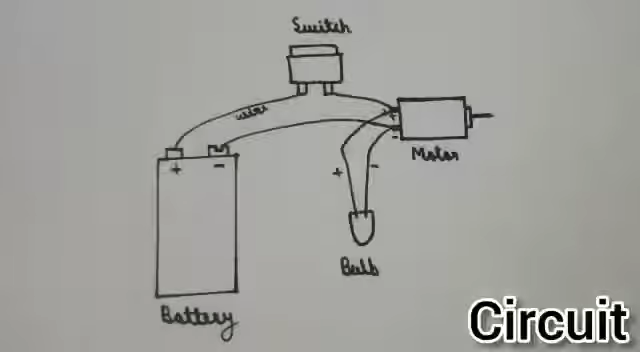 Switch
wire
+
-
Motor
+ -
+ -
Bulb
Battery
Circuit